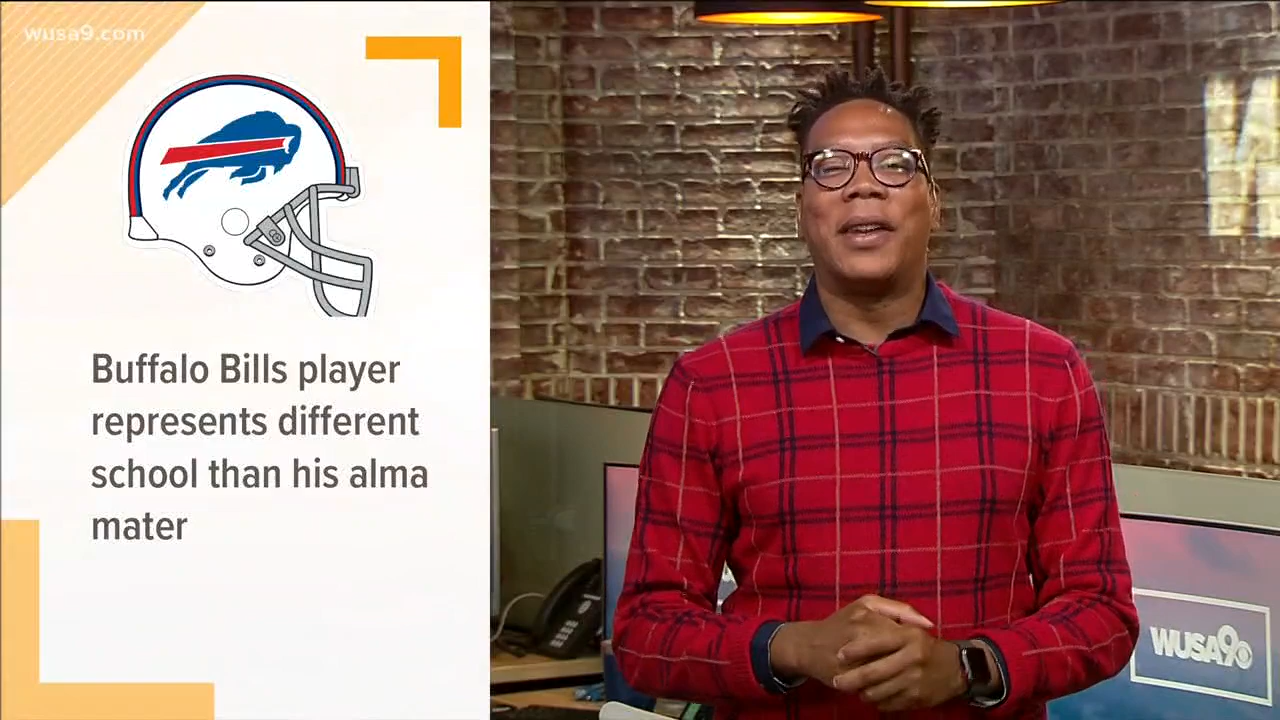 wusa9.com
Buffalo Bills player
represents different
school than his alma
mater
WUSA9